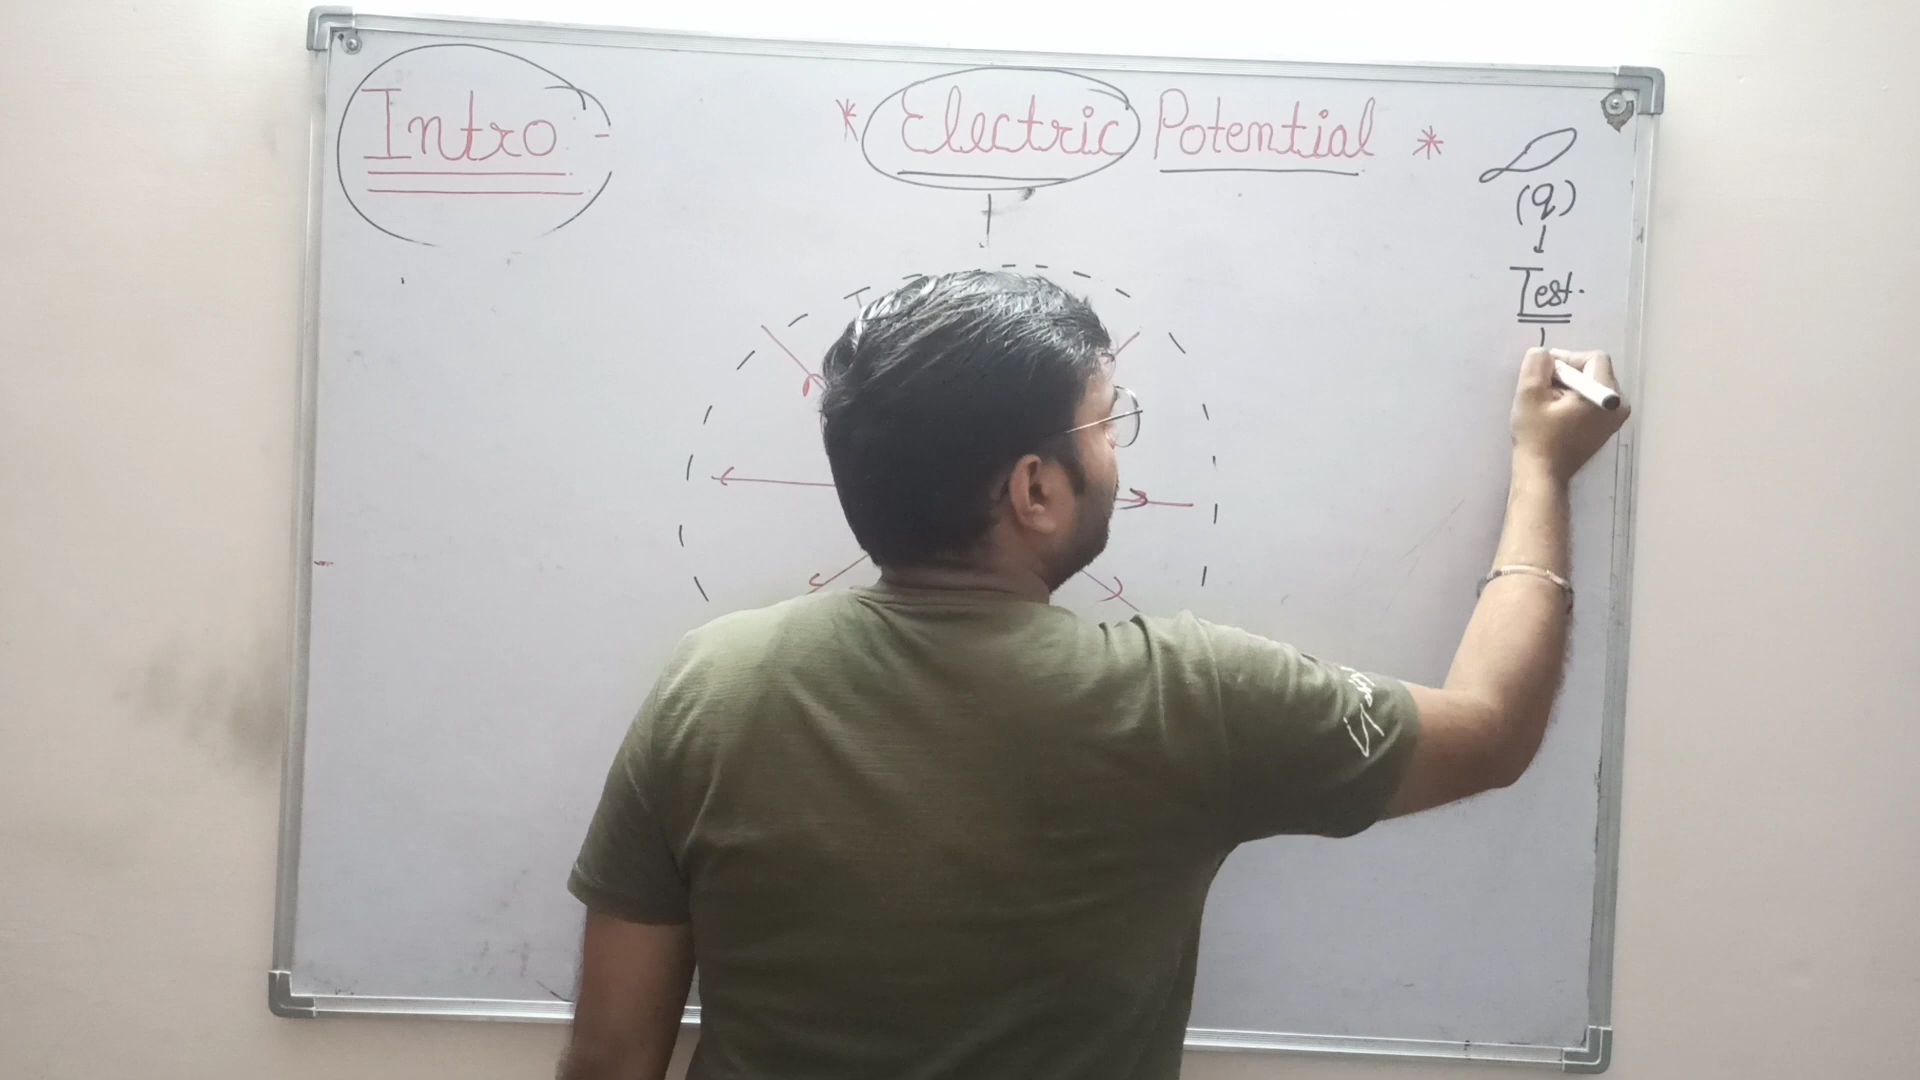 Intro :-
* Electric Potential *
(q)
Test.